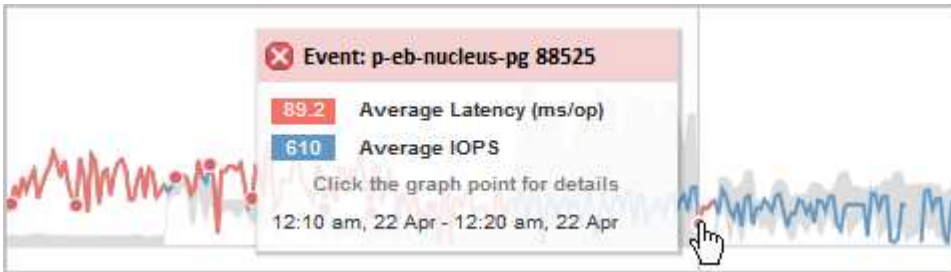 Event: p-eb-nucleus-pg 88525
89.2 Average Latency (ms/op)
610 Average IOPS
Click the graph point for details
12:10 am, 22 Apr - 12:20 am, 22 Apr